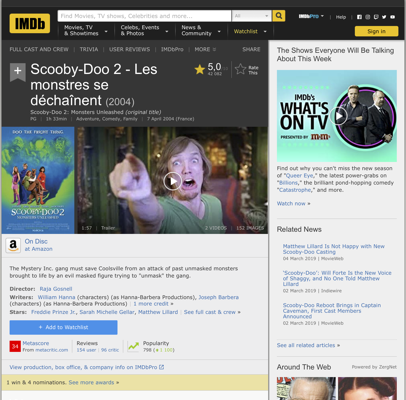 IMDb
Find Movies, TV shows, Celebrities and more...
All
IMDbPro
Help
Movies, TV & Showtimes
Celebs, Events & Photos
News & Community
Watchlist
Sign in
FULL CAST AND CREW | TRIVIA | USER REVIEWS | IMDbPro | MORE
SHARE
Scooby-Doo 2 - Les
monstres se
déchaînent (2004)
5,0
/10
Rate This
Scooby-Doo 2: Monsters Unleashed (original title)
PG | 1h 33min | Adventure, Comedy, Family | 7 April 2004 (France)
SCOOBY-DOO 2
1:57 | Trailer
2 VIDEOS | 152 IMAGES
a
On Disc
at Amazon
The Mystery Inc. gang must save Coolsville from an attack of past unmasked monsters
brought to life by an evil masked figure trying to "unmask" the gang.
Director: Raja Gosnell
Writers: William Hanna (characters) (as Hanna-Barbera Productions), Joseph Barbera
(characters) (as Hanna-Barbera Productions) | 1 more credit »
Stars: Freddie Prinze Jr., Sarah Michelle Gellar, Matthew Lillard | See full cast & crew »
+ Add to Watchlist
34
Metascore
From metacritic.com
Reviews
154 user · 96 critic
Popularity
View production, box office, & company info on IMDbPro
1 win & 4 nominations. See more awards »
The Shows Everyone Will Be Talking
About This Week
IMDb's
WHAT'S
ON TV
PRESENTED BY
Find out why you can't miss the new season
of "Queer Eye," the latest power-grabs on
"Billions," the brilliant pond-hopping comedy
"Catastrophe," and more.
Watch now »
Related News
Matthew Lillard Is Not Happy with New
Scooby-Doo Casting
04 March 2019 | MovieWeb
'Scooby-Doo': Will Forte Is the New Voice
of Shaggy, and No One Told Matthew
Lillard
02 March 2019 | Indiewire
Scooby-Doo Reboot Brings in Captain
Caveman, First Cast Members
Announced
02 March 2019 | MovieWeb
See all related articles »
Around The Web
Powered by ZergNet